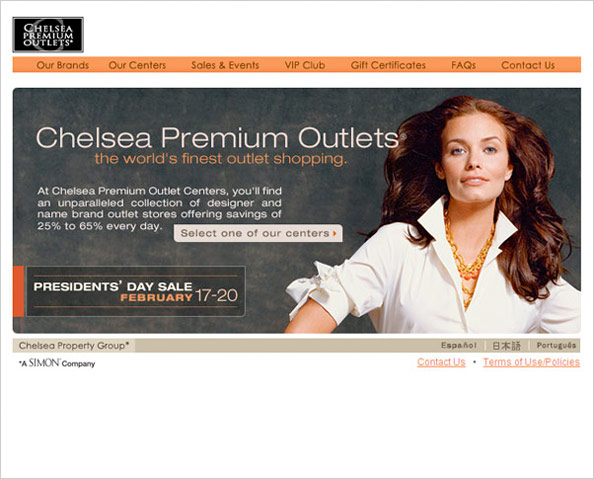 CHELSEA
PREMIUM
OUTLETS®
Our Brands Our Centers Sales & Events VIP Club Gift Certificates FAQs Contact Us
Chelsea Premium Outlets®
the world's finest outlet shopping.
At Chelsea Premium Outlet Centers, you'll find
an unparalleled collection of designer and
name brand outlet stores offering savings of
25% to 65% every day.
Select one of our centers
PRESIDENTS' DAY SALE
FEBRUARY 17-20
Chelsea Property Group* Español 日本語 Português
*A SIMON® Company Contact Us • Terms of Use/Policies